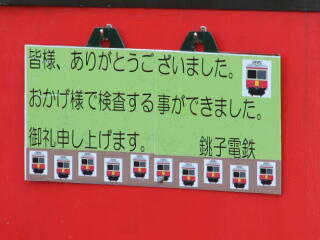 皆様、ありがとうございました。
おかげ様で検査する事ができました。
御礼申し上げます。 銚子電鉄